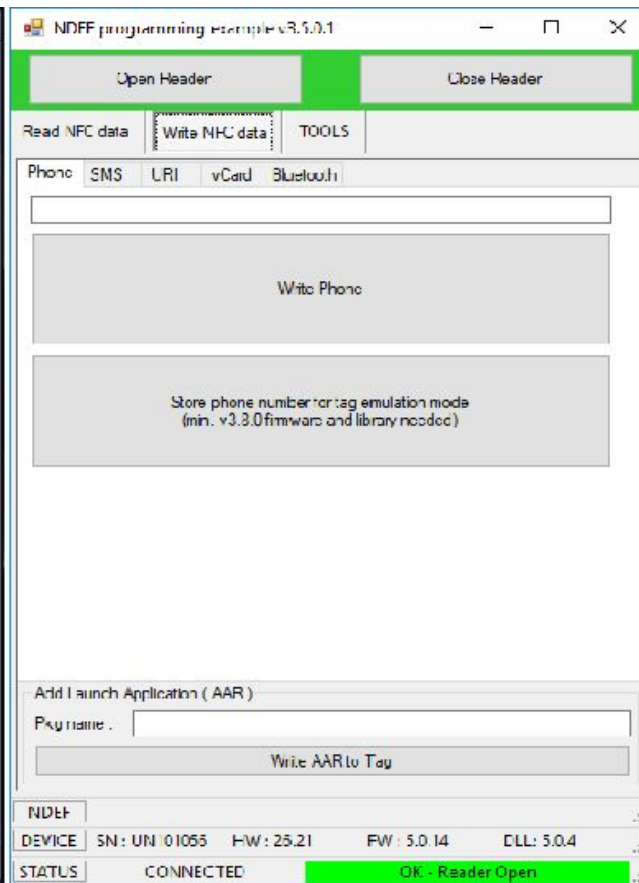 NDEF programming example v3.5.0.1
Open Reader Close Reader
Read NFC data Write NFC data TOOLS
Phone SMS URI vCard Bluetooth
Write Phone
Store phone number for tag emulation mode
(min. v3.8.0 firmware and library needed)
Add Launch Application ( AAR )
Pkg name :
Write AAR to Tag
NDEF
DEVICE SN : UN101055 HW : 25.21 FW : 5.0.14 DLL: 5.0.4
STATUS CONNECTED OK - Reader Open